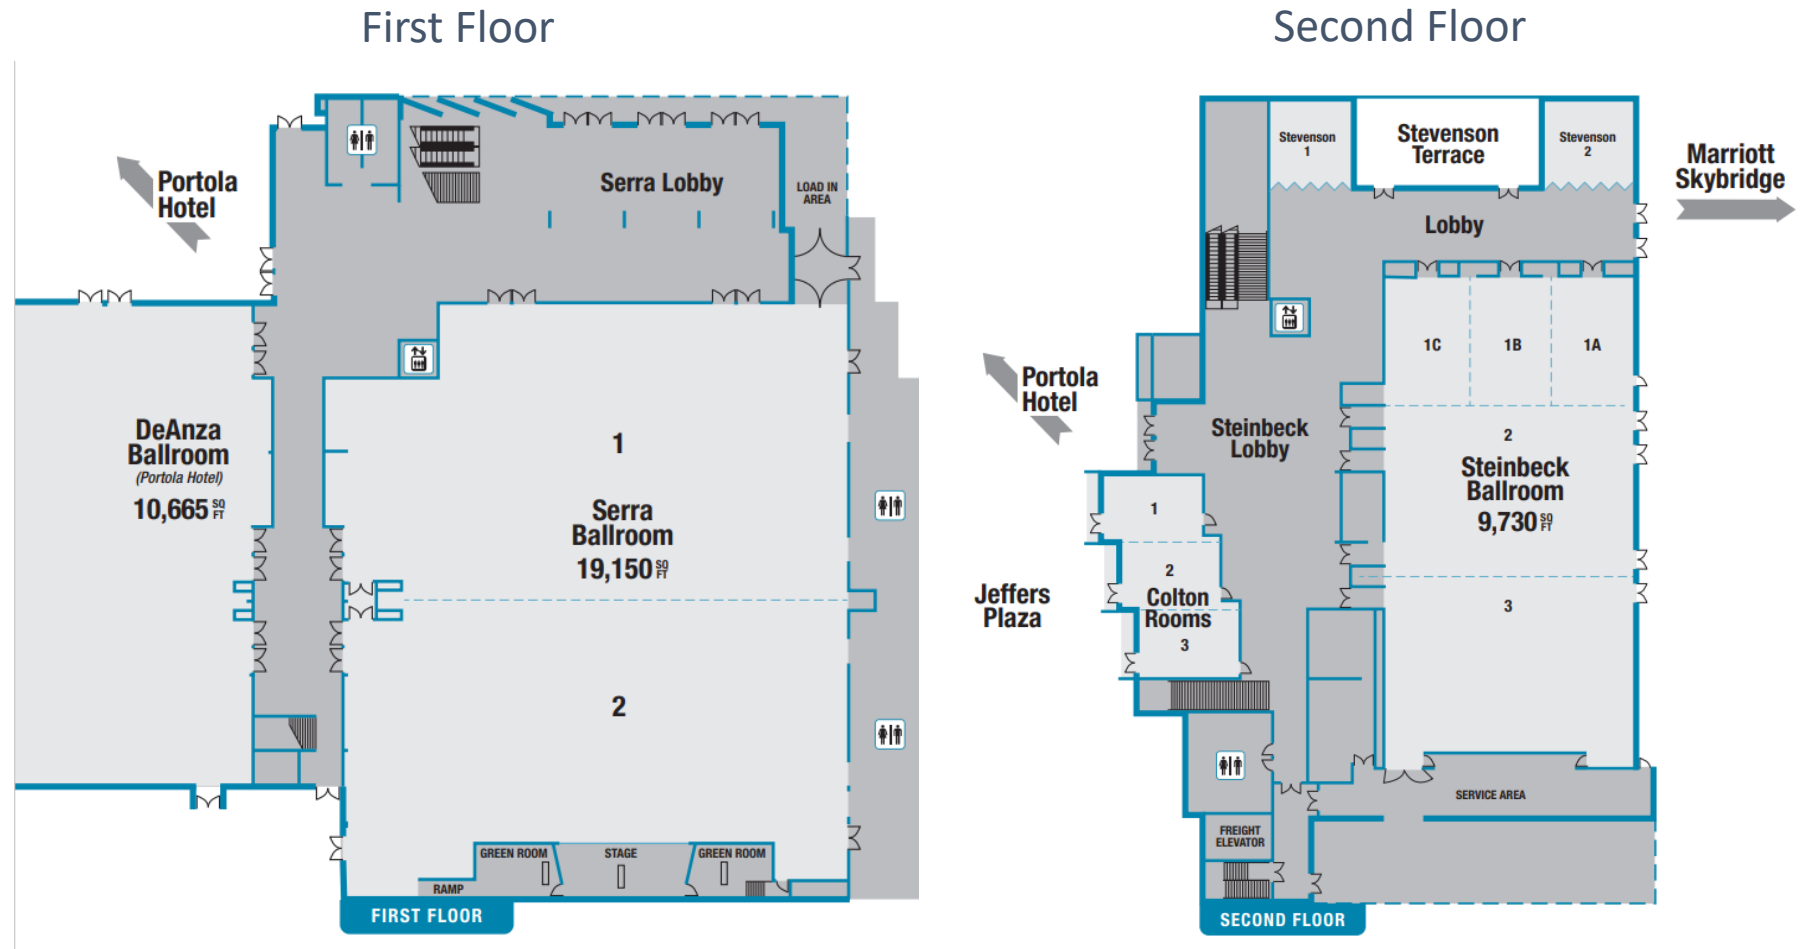 First Floor
Portola
Hotel
Serra Lobby
LOAD IN
AREA
DeAnza
Ballroom
(Portola Hotel)
10,665 SQ FT
1
Serra
Ballroom
19,150 SQ FT
2
GREEN ROOM
STAGE
GREEN ROOM
RAMP
FIRST FLOOR
Second Floor
Stevenson
1
Stevenson
Terrace
Stevenson
2
Marriott
Skybridge
Lobby
1C
1B
1A
Portola
Hotel
Steinbeck
Lobby
2
Steinbeck
Ballroom
9,730 SQ FT
1
2
Colton
Rooms
3
Jeffers
Plaza
3
SERVICE AREA
FREIGHT
ELEVATOR
SECOND FLOOR